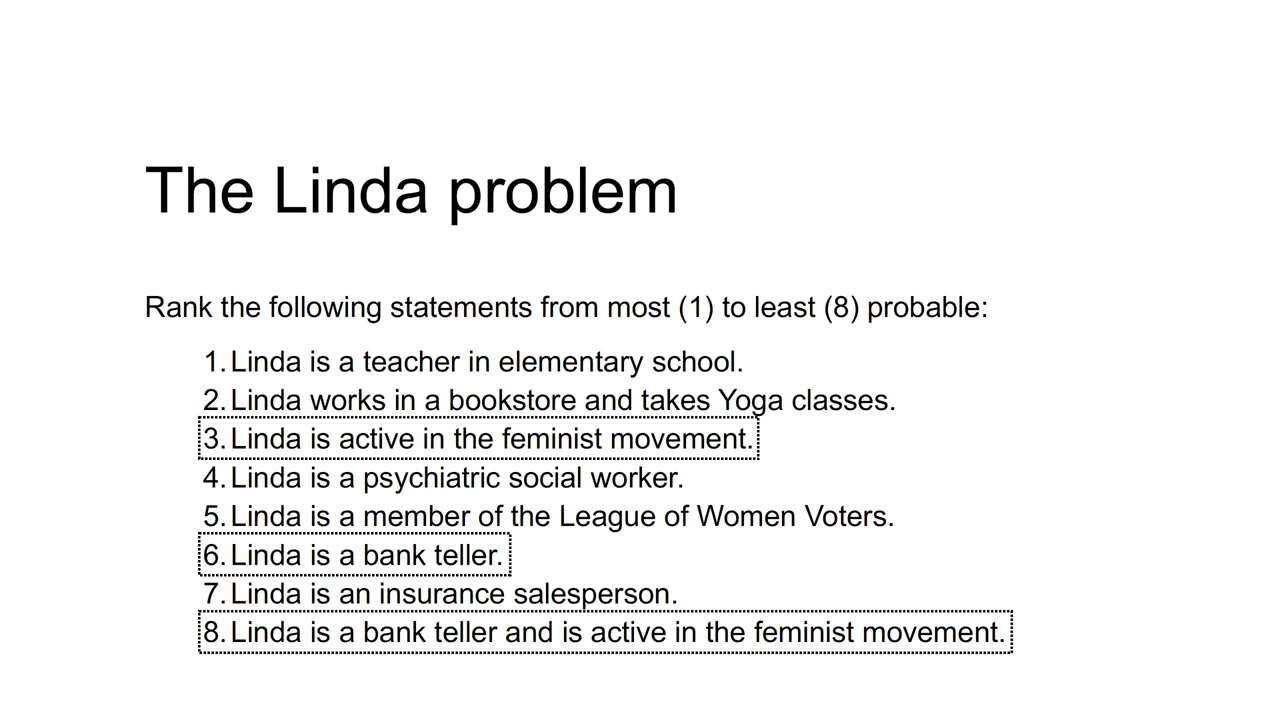 The Linda problem
Rank the following statements from most (1) to least (8) probable:
1. Linda is a teacher in elementary school.
2. Linda works in a bookstore and takes Yoga classes.
3. Linda is active in the feminist movement.
4. Linda is a psychiatric social worker.
5. Linda is a member of the League of Women Voters.
6. Linda is a bank teller.
7. Linda is an insurance salesperson.
8. Linda is a bank teller and is active in the feminist movement.